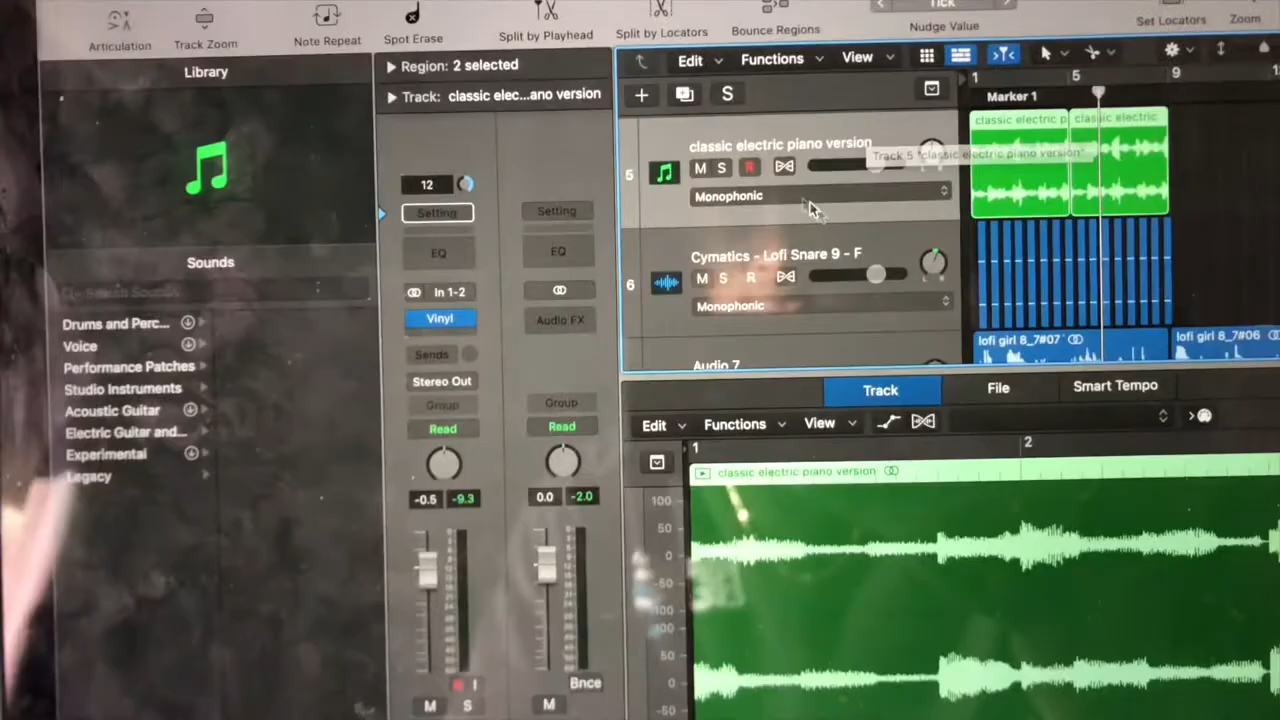 Articulation
Track Zoom
Note Repeat
Spot Erase
Split by Playhead
Split by Locators
Bounce Regions
Tick
Nudge Value
Set Locators
Zoom
Library
Sounds
Search Sounds
Drums and Perc...
Voice
Performance Patches
Studio Instruments
Acoustic Guitar
Electric Guitar and...
Experimental
Legacy
Region: 2 selected
Track: classic elec...ano version
12
Setting
Setting
EQ
EQ
In 1-2
Vinyl
Audio FX
Sends
Stereo Out
Group
Group
Read
Read
-0.5 -9.3
0.0 -2.0
I
Bnce
M S
M
Edit Functions View
S
1 5 9
Marker 1
5
classic electric piano version
M S R
Monophonic
Track 5 "classic electric piano version"
classic electric p
classic electric
6
Cymatics - Lofi Snare 9 - F
M S R
Monophonic
Audio 7
lofi girl 8_7#07
lofi girl 8_7#06
Track File Smart Tempo
Edit Functions View
1 2
classic electric piano version
100
50
0
-50
-100
100
50
0
-50